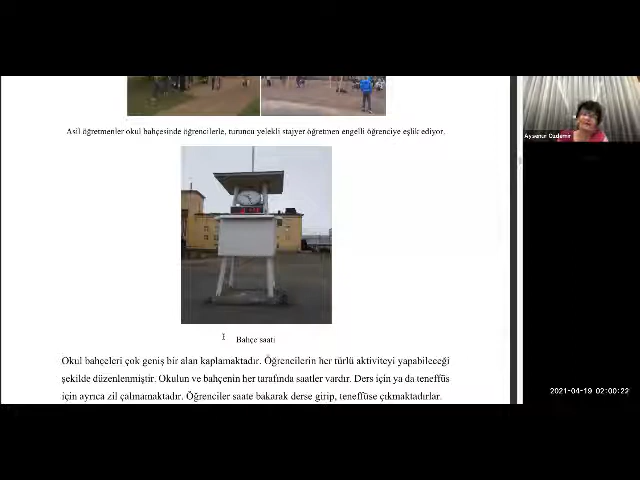 Asil öğretmenler okul bahçesinde öğrencilerle, turuncu yelekli stajyer öğretmen engelli öğrenciye eşlik ediyor.
Aysenur Ozdemir
Bahçe saati
Okul bahçeleri çok geniş bir alan kaplamaktadır. Öğrencilerin her türlü aktiviteyi yapabileceği
şekilde düzenlenmiştir. Okulun ve bahçenin her tarafında saatler vardır. Ders için ya da teneffüs
için ayrıca zil çalmamaktadır. Öğrenciler saate bakarak derse girip, teneffüse çıkmaktadırlar.
2021-04-19 02:00:22